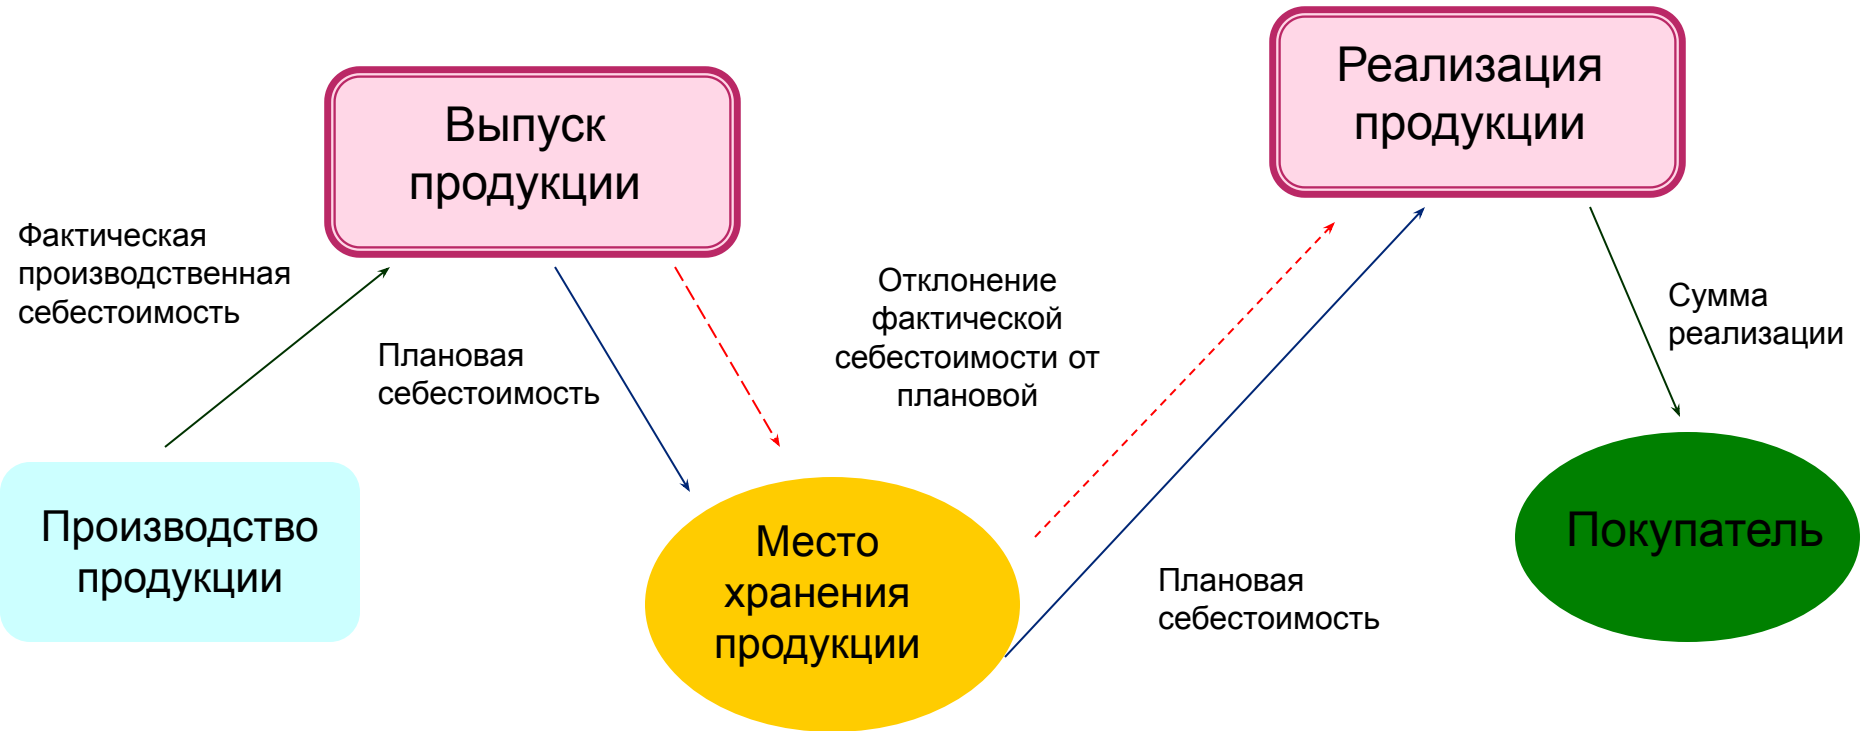 Реализация
продукции
Выпуск
продукции
Фактическая
производственная
себестоимость
Плановая
себестоимость
Отклонение
фактической
себестоимости от
плановой
Сумма
реализации
Производство
продукции
Место
хранения
продукции
Плановая
себестоимость
Покупатель